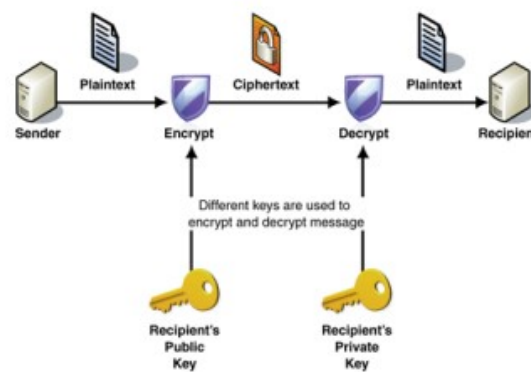 Plaintext
Ciphertext
Plaintext
Sender
Encrypt
Decrypt
Recipien
Different keys are used to
encrypt and decrypt message
Recipient's
Public
Key
Recipient's
Private
Key